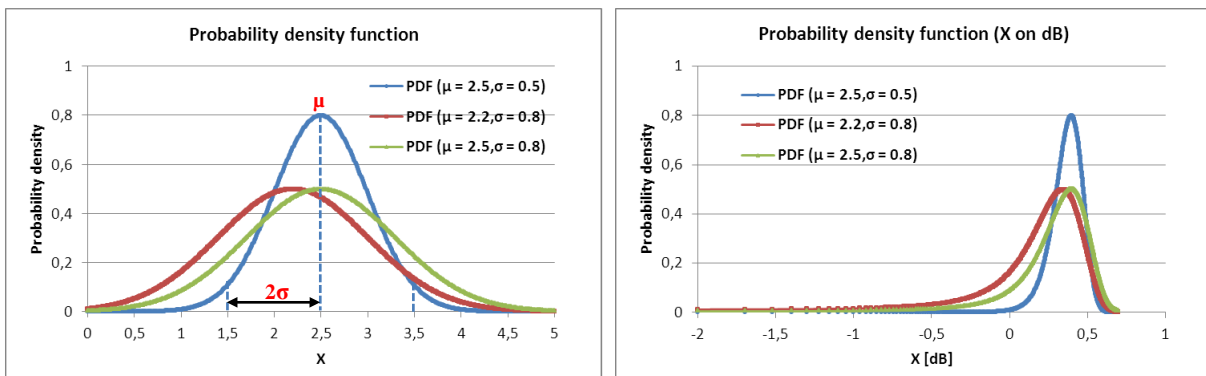 Probability density function
1
0,8
0,6
0,4
0,2
0
Probability density
PDF (μ = 2.5,σ = 0.5)
PDF (μ = 2.2,σ = 0.8)
PDF (μ = 2.5,σ = 0.8)
μ
2σ
0 0,5 1 1,5 2 2,5 3 3,5 4 4,5 5
X
Probability density function (X on dB)
1
0,8
0,6
0,4
0,2
0
Probability density
PDF (μ = 2.5,σ = 0.5)
PDF (μ = 2.2,σ = 0.8)
PDF (μ = 2.5,σ = 0.8)
-2 -1,5 -1 -0,5 0 0,5 1
X [dB]